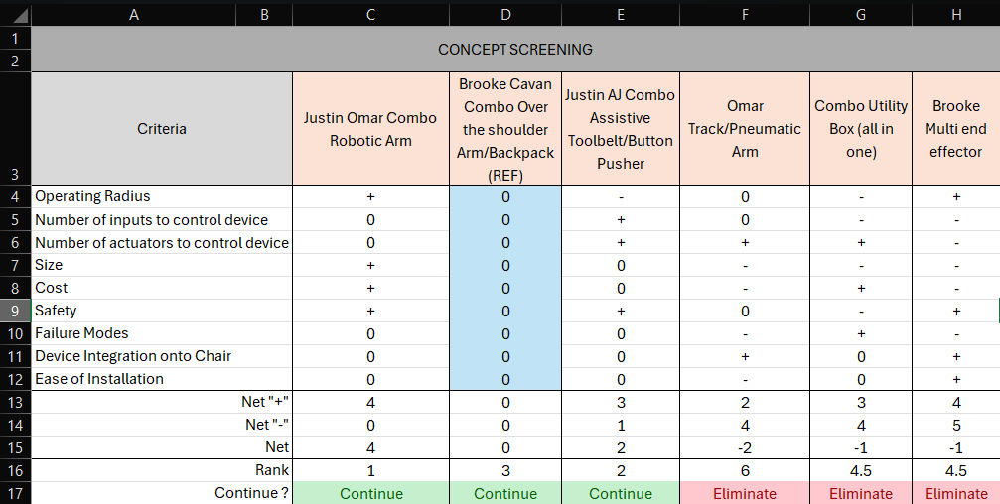 A B C D E F G H
1
2
CONCEPT SCREENING
3
Criteria
Justin Omar Combo
Robotic Arm
Brooke Cavan
Combo Over
the shoulder
Arm/Backpack
(REF)
Justin AJ Combo
Assistive
Toolbelt/Button
Pusher
Omar
Track/Pneumatic
Arm
Combo Utility
Box (all in
one)
Brooke
Multi end
effector
4 Operating Radius + 0 - 0 - +
5 Number of inputs to control device 0 0 + 0 - -
6 Number of actuators to control device 0 0 + + + -
7 Size + 0 0 - - -
8 Cost + 0 0 - + -
9 Safety + 0 + 0 - +
10 Failure Modes 0 0 0 - + -
11 Device Integration onto Chair 0 0 0 + 0 +
12 Ease of Installation 0 0 0 - 0 +
13 Net "+" 4 0 3 2 3 4
14 Net "-" 0 0 1 4 4 5
15 Net 4 0 2 -2 -1 -1
16 Rank 1 3 2 6 4.5 4.5
17 Continue ? Continue Continue Continue Eliminate Eliminate Eliminate